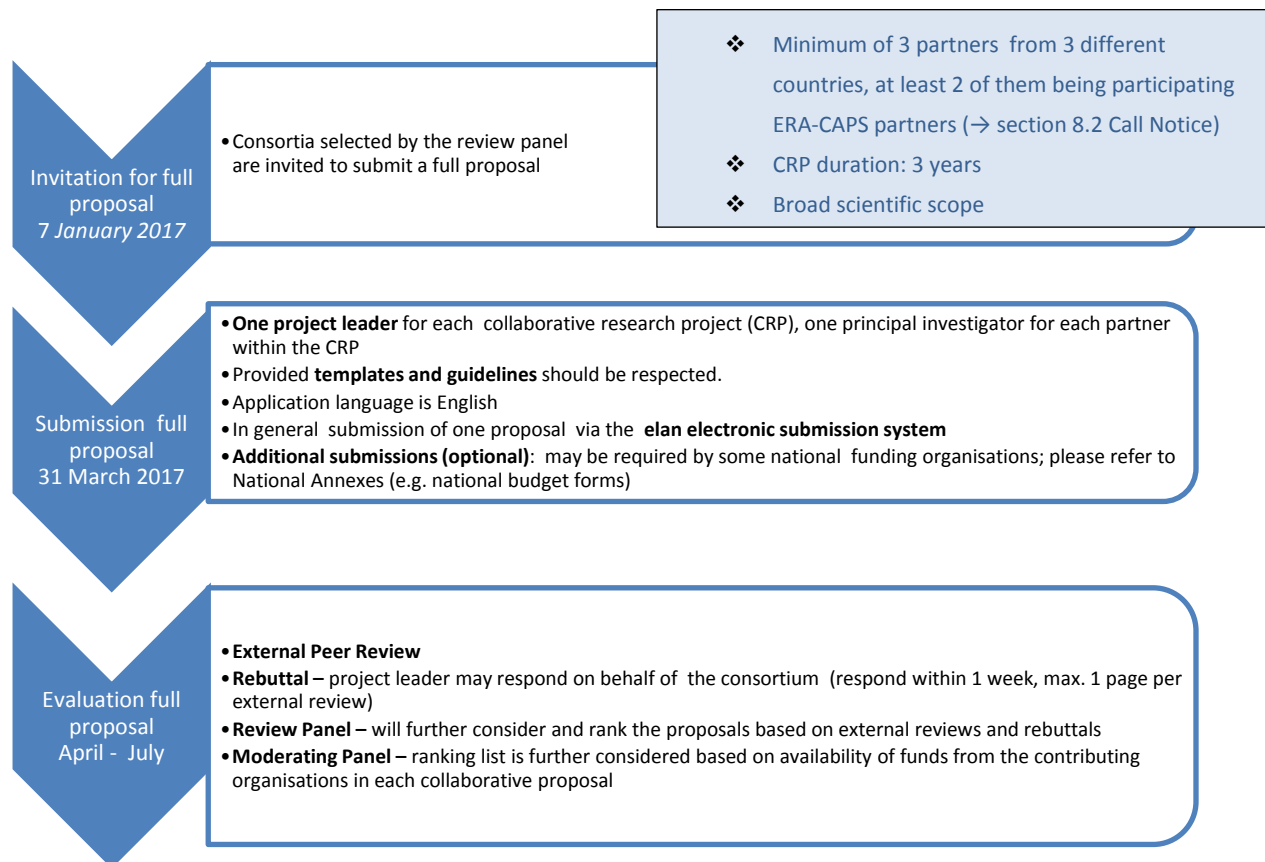 ❖ Minimum of 3 partners from 3 different
countries, at least 2 of them being participating
ERA-CAPS partners (→ section 8.2 Call Notice)
❖ CRP duration: 3 years
❖ Broad scientific scope
Invitation for full
proposal
7 January 2017
•Consortia selected by the review panel
are invited to submit a full proposal
Submission full
proposal
31 March 2017
•One project leader for each collaborative research project (CRP), one principal investigator for each partner
within the CRP
•Provided templates and guidelines should be respected.
•Application language is English
•In general submission of one proposal via the elan electronic submission system
•Additional submissions (optional): may be required by some national funding organisations; please refer to
National Annexes (e.g. national budget forms)
Evaluation full
proposal
April - July
•External Peer Review
•Rebuttal – project leader may respond on behalf of the consortium (respond within 1 week, max. 1 page per
external review)
•Review Panel – will further consider and rank the proposals based on external reviews and rebuttals
•Moderating Panel – ranking list is further considered based on availability of funds from the contributing
organisations in each collaborative proposal